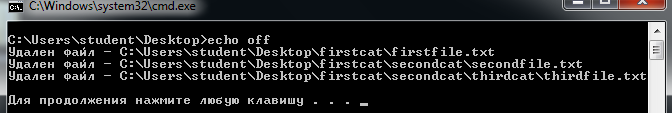 C:\Windows\system32\cmd.exe
C:\Users\student\Desktop>echo off
Удален файл - C:\Users\student\Desktop\firstcat\firstfile.txt
Удален файл - C:\Users\student\Desktop\firstcat\secondcat\secondfile.txt
Удален файл - C:\Users\student\Desktop\firstcat\secondcat\thirdcat\thirdfile.txt
Для продолжения нажмите любую клавишу . . . _